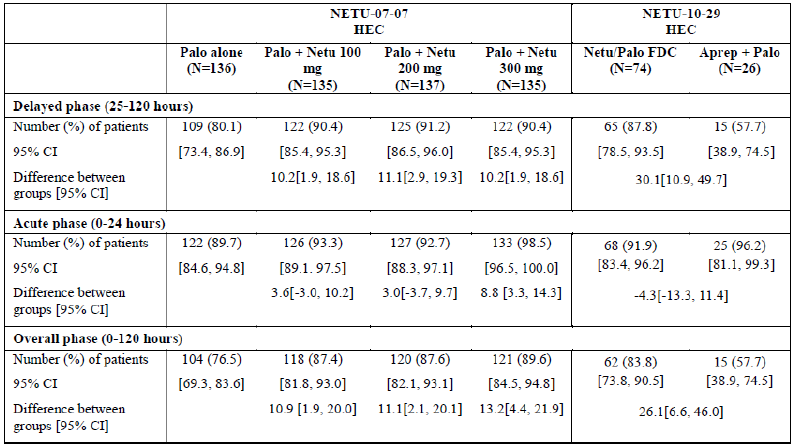 NETU-07-07 HEC NETU-10-29 HEC
Palo alone (N=136) Palo + Netu 100 mg (N=135) Palo + Netu 200 mg (N=137) Palo + Netu 300 mg (N=135) Netu/Palo FDC (N=74) Aprep + Palo (N=26)
Delayed phase (25-120 hours)
Number (%) of patients 109 (80.1) 122 (90.4) 125 (91.2) 122 (90.4) 65 (87.8) 15 (57.7)
95% CI [73.4, 86.9] [85.4, 95.3] [86.5, 96.0] [85.4, 95.3] [78.5, 93.5] [38.9, 74.5]
Difference between groups [95% CI] 10.2[1.9, 18.6] 11.1[2.9, 19.3] 10.2[1.9, 18.6] 30.1[10.9, 49.7]
Acute phase (0-24 hours)
Number (%) of patients 122 (89.7) 126 (93.3) 127 (92.7) 133 (98.5) 68 (91.9) 25 (96.2)
95% CI [84.6, 94.8] [89.1. 97.5] [88.3, 97.1] [96.5, 100.0] [83.4, 96.2] [81.1, 99.3]
Difference between groups [95% CI] 3.6[-3.0, 10.2] 3.0[-3.7, 9.7] 8.8 [3.3, 14.3] -4.3[-13.3, 11.4]
Overall phase (0-120 hours)
Number (%) of patients 104 (76.5) 118 (87.4) 120 (87.6) 121 (89.6) 62 (83.8) 15 (57.7)
95% CI [69.3, 83.6] [81.8, 93.0] [82.1, 93.1] [84.5, 94.8] [73.8, 90.5] [38.9, 74.5]
Difference between groups [95% CI] 10.9 [1.9, 20.0] 11.1[2.1, 20.1] 13.2[4.4, 21.9] 26.1[6.6, 46.0]